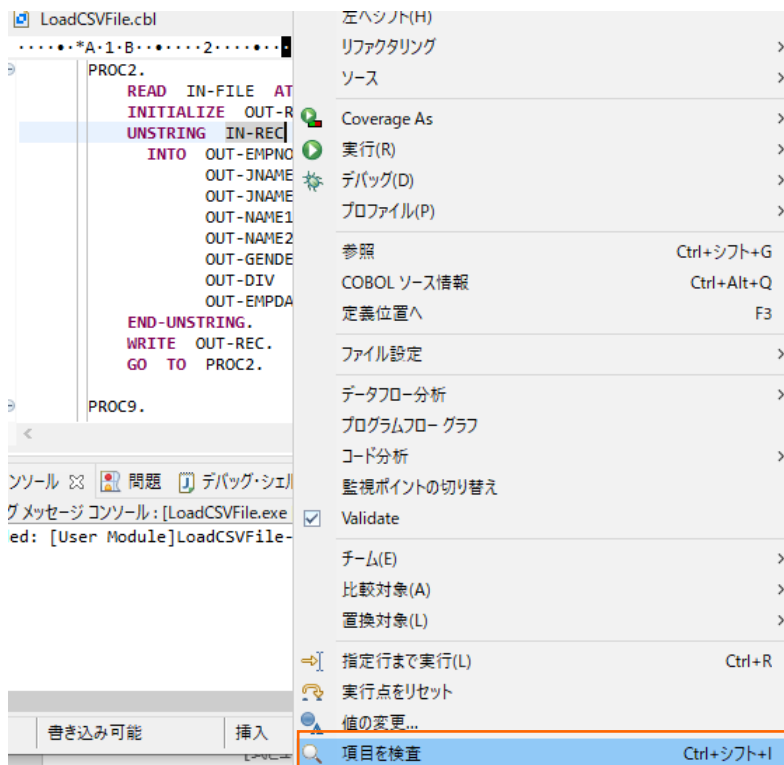 LoadCSVFile.cbl
····•·*A·1·B··•····2····•··
PROC2.
READ IN-FILE AT
INITIALIZE OUT-R
UNSTRING IN-REC
INTO OUT-EMPNO
OUT-JNAME
OUT-JNAME
OUT-NAME1
OUT-NAME2
OUT-GENDE
OUT-DIV
OUT-EMPDA
END-UNSTRING.
WRITE OUT-REC.
GO TO PROC2.
PROC9.
ンソール 問題 デバッグ・シェル
グ メッセージ コンソール : [LoadCSVFile.exe
ed: [User Module]LoadCSVFile-
書き込み可能 挿入
左へシフト(H)
リファクタリング
ソース
Coverage As
実行(R)
デバッグ(D)
プロファイル(P)
参照 Ctrl+シフト+G
COBOL ソース情報 Ctrl+Alt+Q
定義位置へ F3
ファイル設定
データフロー分析
プログラムフロー グラフ
コード分析
監視ポイントの切り替え
Validate
チーム(E)
比較対象(A)
置換対象(L)
指定行まで実行(L) Ctrl+R
実行点をリセット
値の変更...
項目を検査 Ctrl+シフト+I